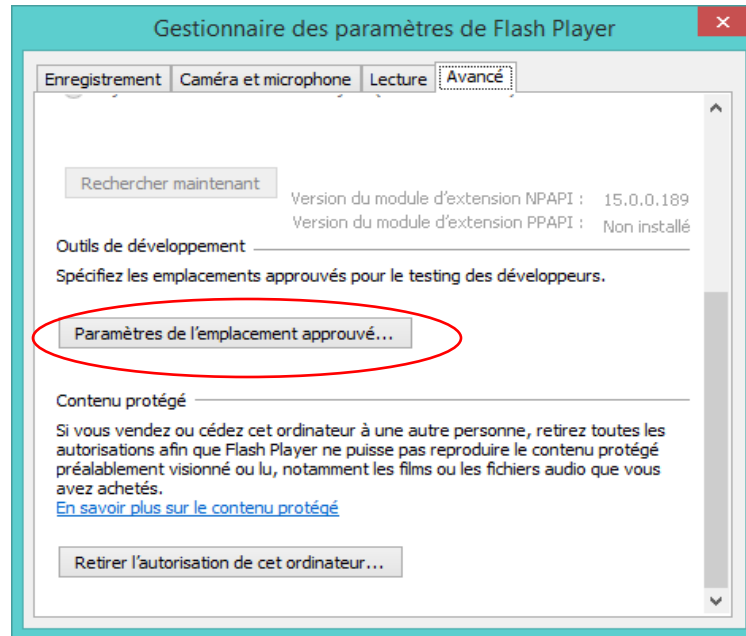 Gestionnaire des paramètres de Flash Player
Enregistrement Caméra et microphone Lecture Avancé
Rechercher maintenant
Version du module d'extension NPAPI : 15.0.0.189
Version du module d'extension PPAPI : Non installé
Outils de développement
Spécifiez les emplacements approuvés pour le testing des développeurs.
Paramètres de l'emplacement approuvé...
Contenu protégé
Si vous vendez ou cédez cet ordinateur à une autre personne, retirez toutes les
autorisations afin que Flash Player ne puisse pas reproduire le contenu protégé
préalablement visionné ou lu, notamment les films ou les fichiers audio que vous
avez achetés.
En savoir plus sur le contenu protégé
Retirer l'autorisation de cet ordinateur...